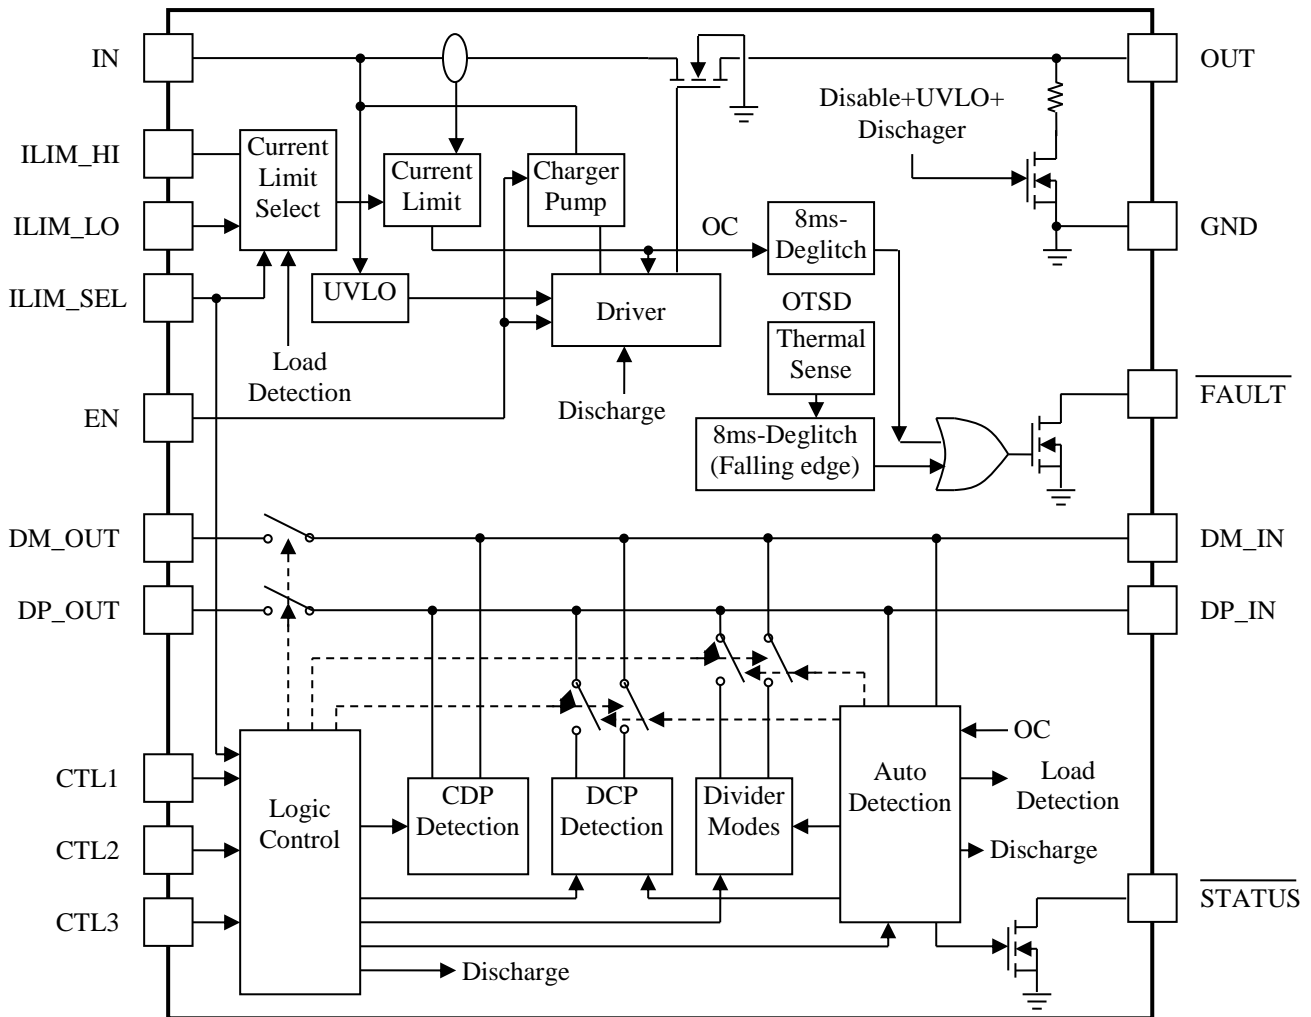 IN
OUT
Disable+UVLO+
Dischager
ILIM_HI
Current
Limit
Select
Current
Limit
Charger
Pump
ILIM_LO
OC
8ms-
Deglitch
GND
ILIM_SEL
UVLO
Driver
OTSD
Thermal
Sense
Load
Detection
FAULT
EN
Discharge
8ms-Deglitch
(Falling edge)
DM_OUT
DM_IN
DP_OUT
DP_IN
OC
CTL1
CDP
Detection
DCP
Detection
Divider
Modes
Auto
Detection
Load
Detection
Logic
Control
CTL2
Discharge
CTL3
STATUS
Discharge